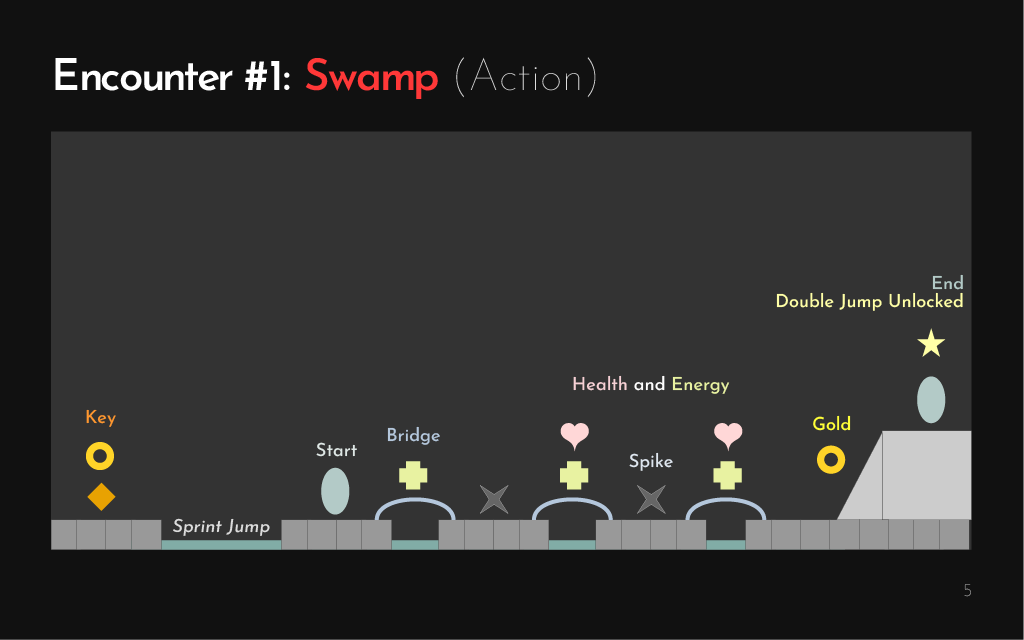 Encounter #1: Swamp (Action)
End
Double Jump Unlocked
Health and Energy
Key
Gold
Bridge
Start
Spike
Sprint Jump
5